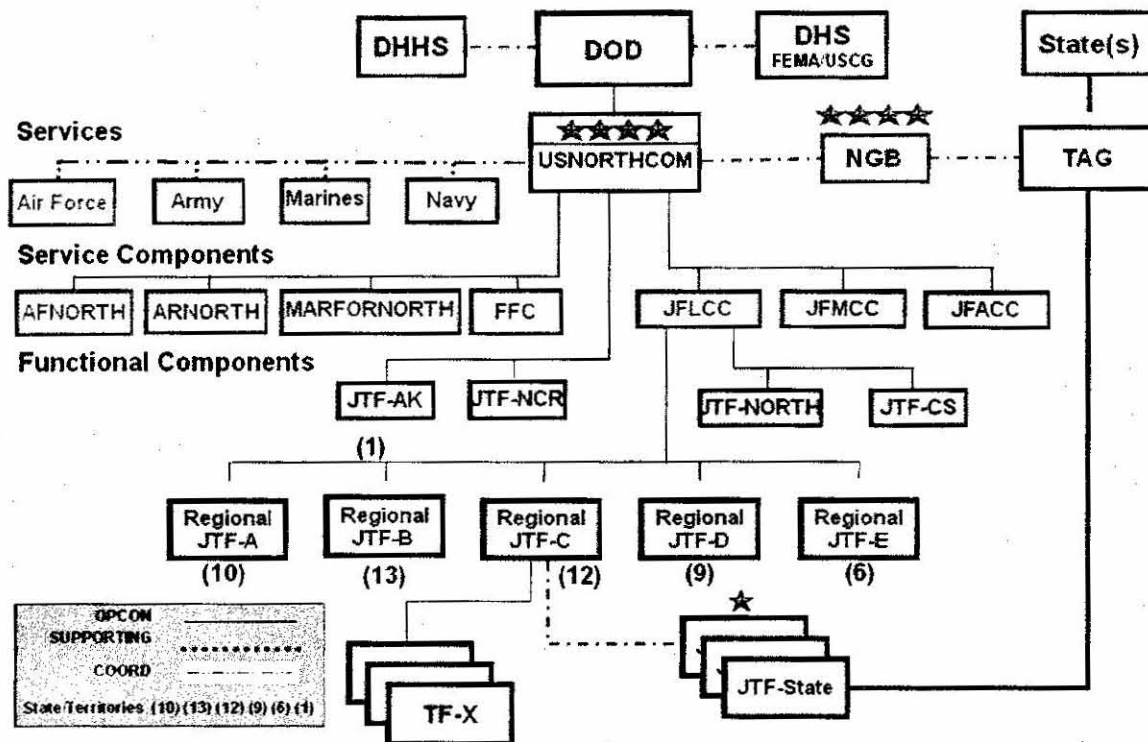 DHHS
DOD
DHS
FEMA/USCG
State(s)
Services
USNORTHCOM
NGB
TAG
Air Force
Army
Marines
Navy
Service Components
AFNORTH
ARNORTH
MARFORNORTH
FFC
JFLCC
JFMCC
JFACC
Functional Components
JTF-AK
JTF-NCR
JTF-NORTH
JTF-CS
(1)
Regional
JTF-A
Regional
JTF-B
Regional
JTF-C
Regional
JTF-D
Regional
JTF-E
(10)
(13)
(12)
(9)
(6)
OPCON
SUPPORTING
COORD
State/Territories (10) (13) (12) (9) (6) (1)
TF-X
JTF-State